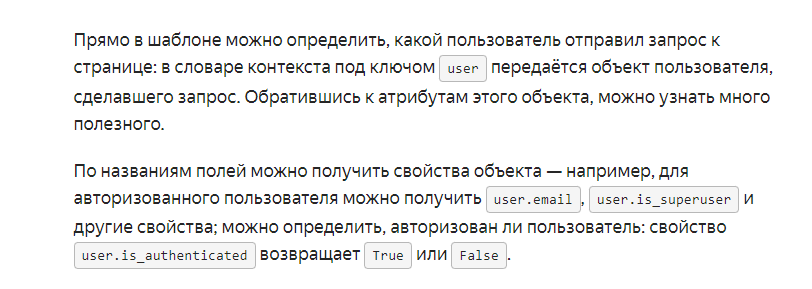 Прямо в шаблоне можно определить, какой пользователь отправил запрос к
странице: в словаре контекста под ключом user передаётся объект пользователя,
сделавшего запрос. Обратившись к атрибутам этого объекта, можно узнать много
полезного.
По названиям полей можно получить свойства объекта — например, для
авторизованного пользователя можно получить user.email, user.is_superuser и
другие свойства; можно определить, авторизован ли пользователь: свойство
user.is_authenticated возвращает True или False.